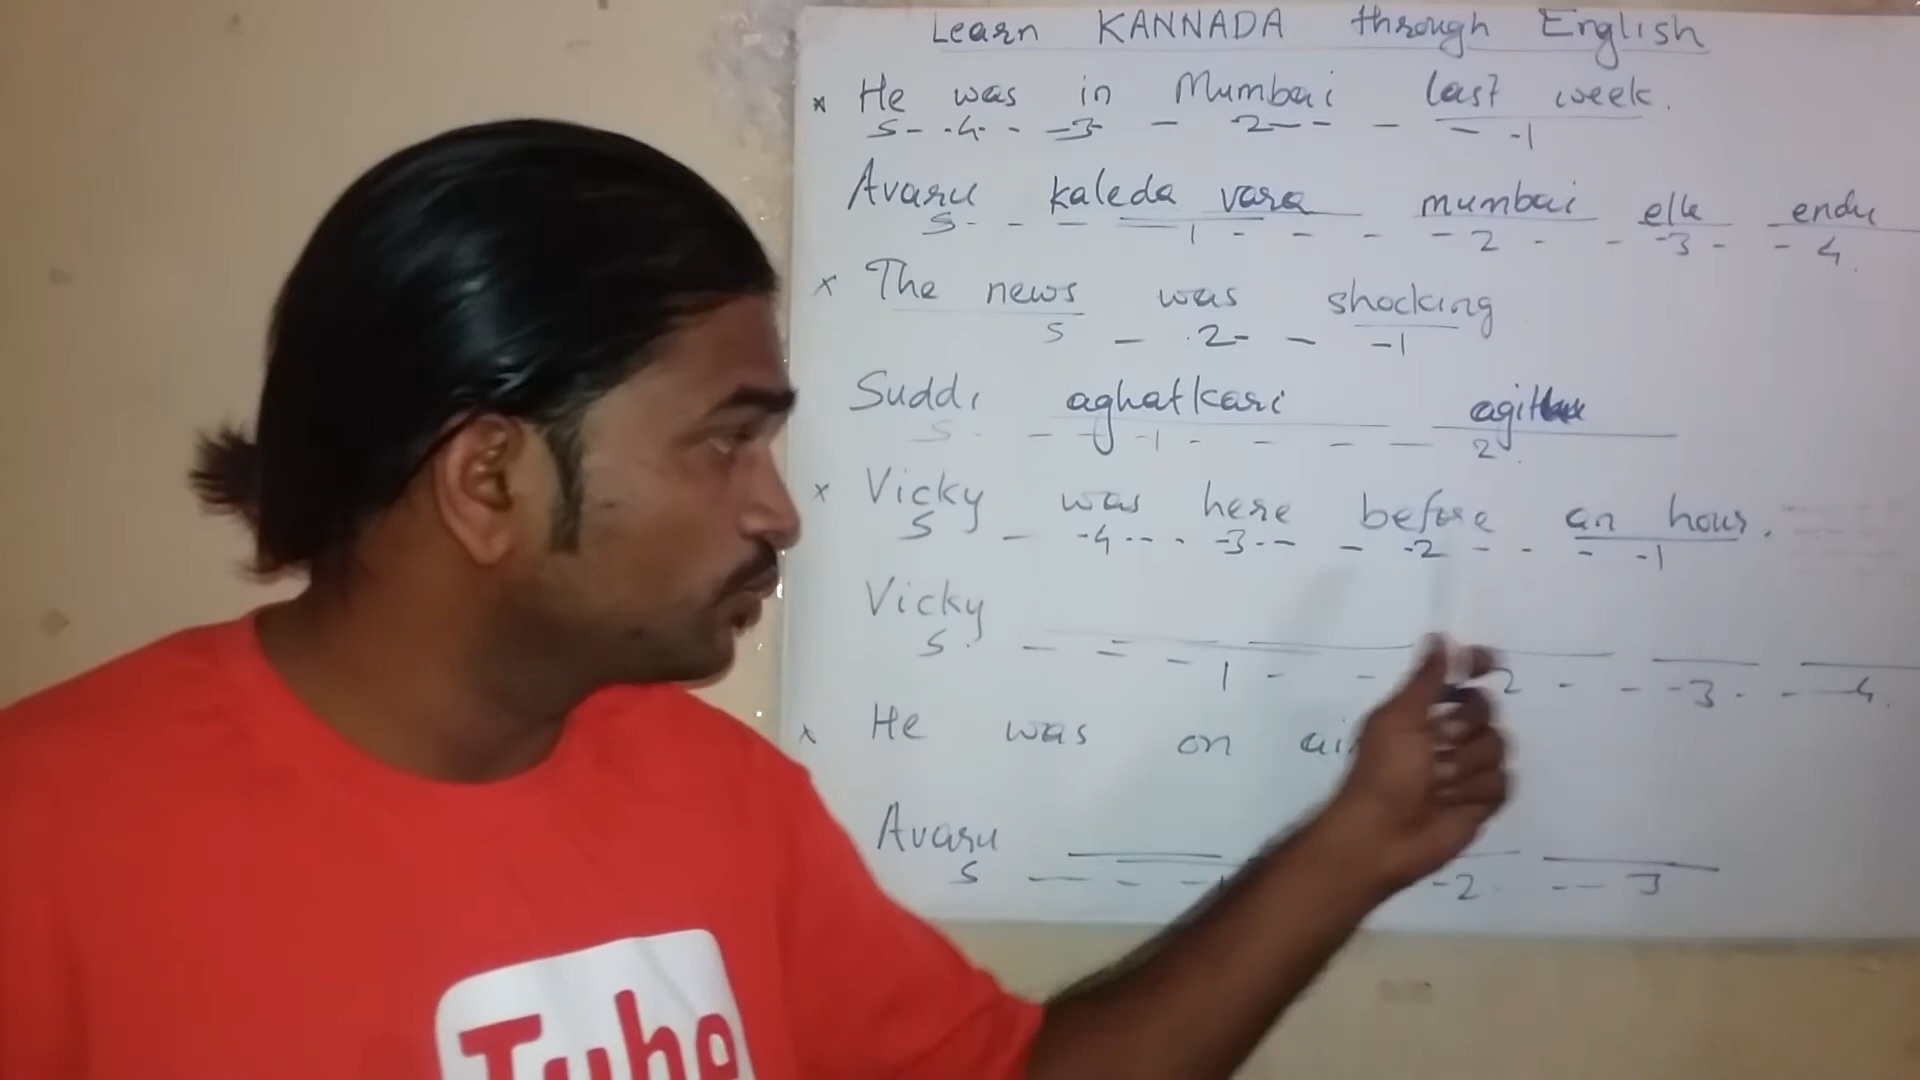 Learn KANNADA through English
* He was in Mumbai last week.
S 4 3 2 1
Avaru kaleda vara mumbai elle endu
S 1 2 3 4.
x The news was shocking
S 2 1
Suddi aghatkari
S 1 2.
x Vicky was here before an hour.
S 4 3 2 1
Vicky
S 1 2 3 4.
x He was on
Avaru
S 1 2 3
Tube